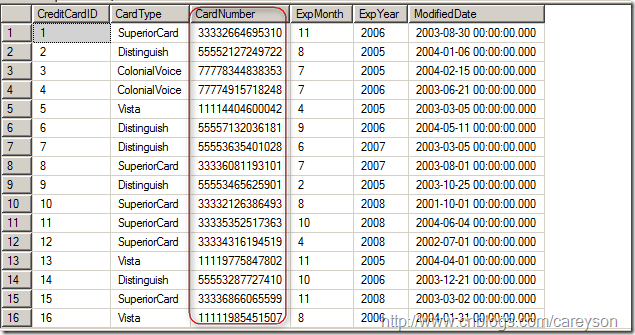 CreditCardID CardType CardNumber ExpMonth ExpYear ModifiedDate
1 1 SuperiorCard 33332664695310 11 2006 2003-08-30 00:00:00.000
2 2 Distinguish 55552127249722 8 2005 2004-01-06 00:00:00.000
3 3 ColonialVoice 77778344838353 7 2005 2004-02-15 00:00:00.000
4 4 ColonialVoice 77774915718248 7 2006 2003-06-21 00:00:00.000
5 5 Vista 11114404600042 4 2005 2003-03-05 00:00:00.000
6 6 Distinguish 55557132036181 9 2006 2004-05-11 00:00:00.000
7 7 Distinguish 55553635401028 6 2007 2003-03-05 00:00:00.000
8 8 SuperiorCard 33336081193101 7 2007 2003-08-01 00:00:00.000
9 9 Distinguish 55553465625901 2 2005 2003-10-25 00:00:00.000
10 10 SuperiorCard 33332126386493 8 2008 2001-10-01 00:00:00.000
11 11 SuperiorCard 33335352517363 10 2008 2004-06-04 00:00:00.000
12 12 SuperiorCard 33334316194519 4 2008 2002-07-01 00:00:00.000
13 13 Vista 11119775847802 11 2005 2004-04-01 00:00:00.000
14 14 Distinguish 55553287727410 10 2006 2003-12-21 00:00:00.000
15 15 SuperiorCard 33336866065599 11 2008 2003-03-02 00:00:00.000
16 16 Vista 11111985451507 8 2006 2004-01-31 00:00:00.000
http://www.cnblogs.com/careyson